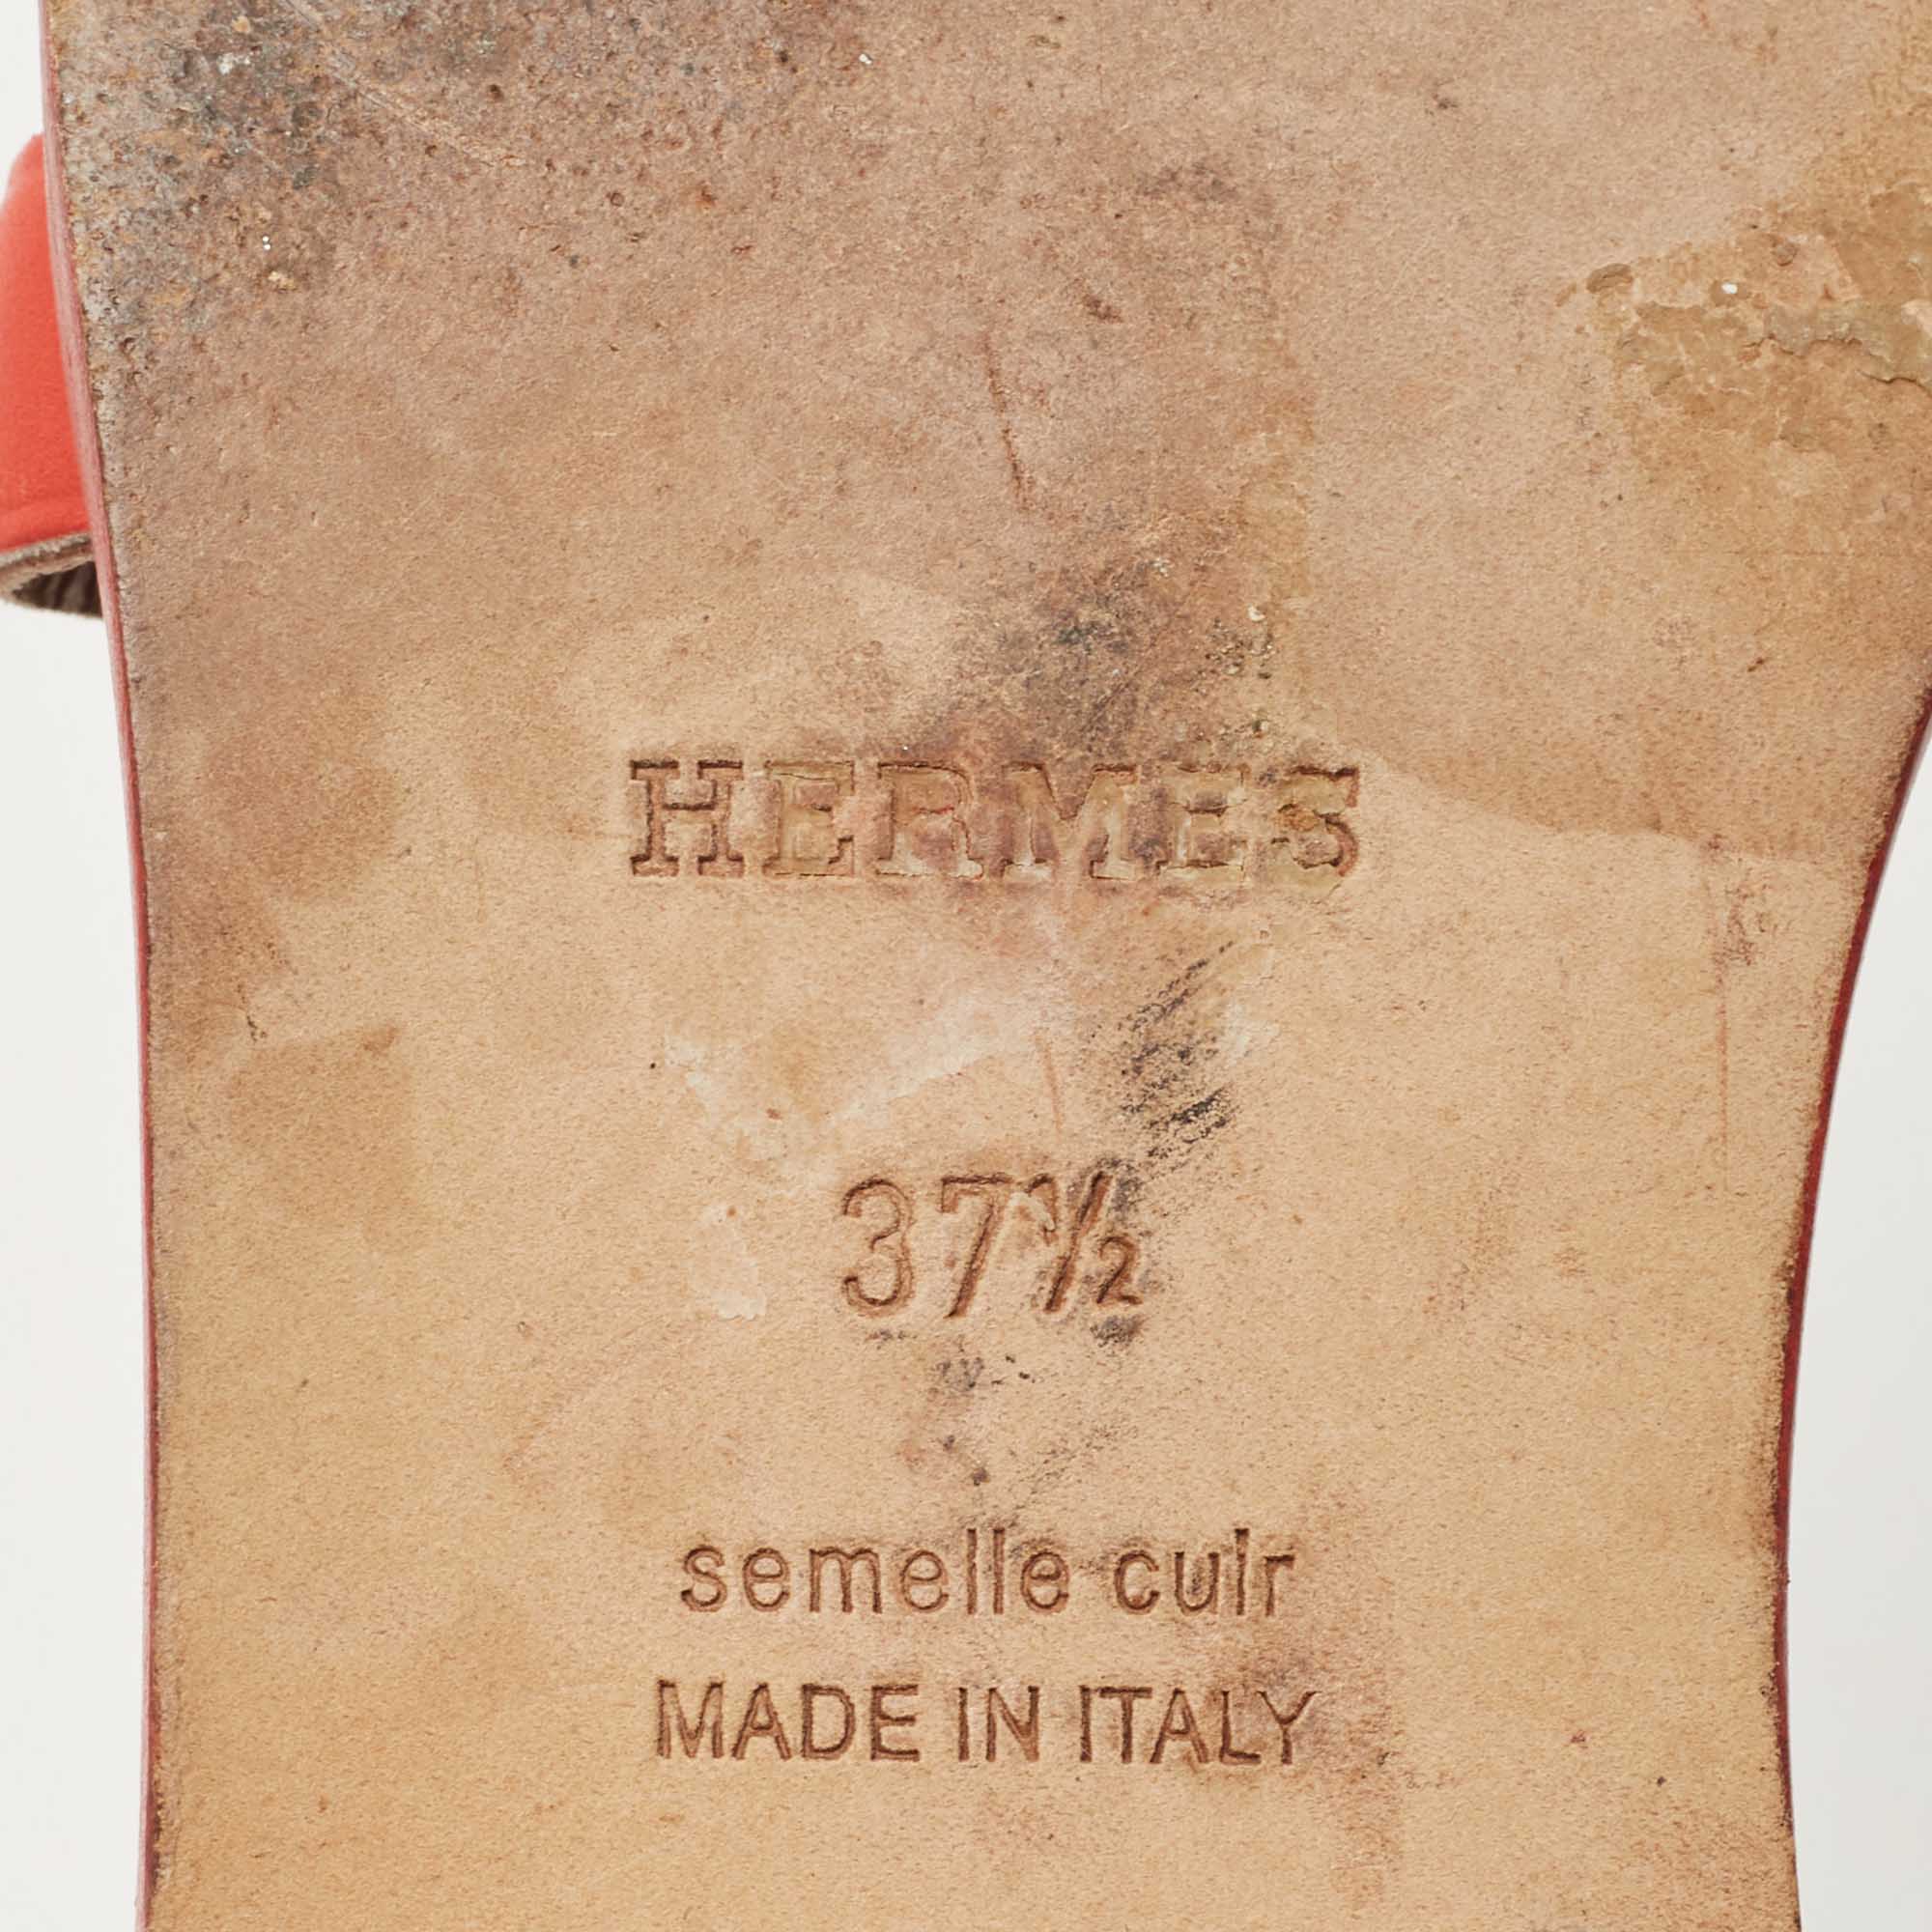 HERMES
37½
semelle cuir
MADE IN ITALY